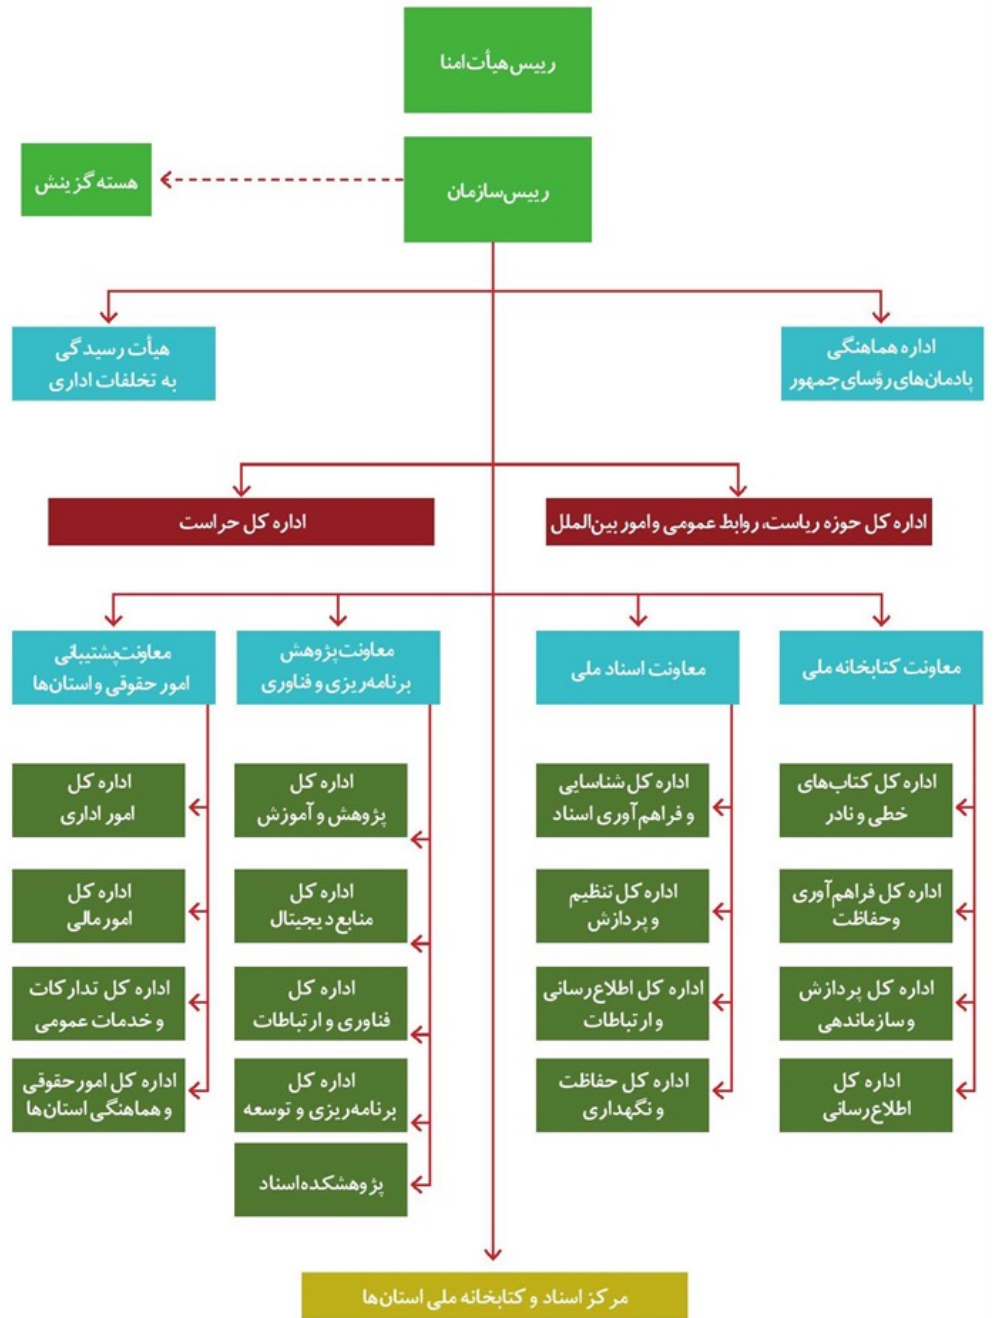 رییس هیأت امنا
رییس سازمان
هسته گزینش
اداره هماهنگی
پادمان‌های رؤسای جمهور
هیأت رسیدگی
به تخلفات اداری
اداره کل حوزه ریاست، روابط عمومی و امور بین‌الملل
اداره کل حراست
معاونت کتابخانه ملی
معاونت اسناد ملی
معاونت پژوهش
برنامه‌ریزی و فناوری
معاونت پشتیبانی
امور حقوقی و استان‌ها
اداره کل کتاب‌های
خطی و نادر
اداره کل فراهم‌آوری
و حفاظت
اداره کل پردازش
و سازماندهی
اداره کل
اطلاع‌رسانی
اداره کل شناسایی
و فراهم‌آوری اسناد
اداره کل تنظیم
و پردازش
اداره کل اطلاع‌رسانی
و ارتباطات
اداره کل حفاظت
و نگهداری
اداره کل
پژوهش و آموزش
اداره کل
منابع دیجیتال
اداره کل
فناوری و ارتباطات
اداره کل
برنامه‌ریزی و توسعه
پژوهشکده اسناد
اداره کل
امور اداری
اداره کل
امور مالی
اداره کل تدارکات
و خدمات عمومی
اداره کل امور حقوقی
و هماهنگی استان‌ها
مرکز اسناد و کتابخانه ملی استان‌ها